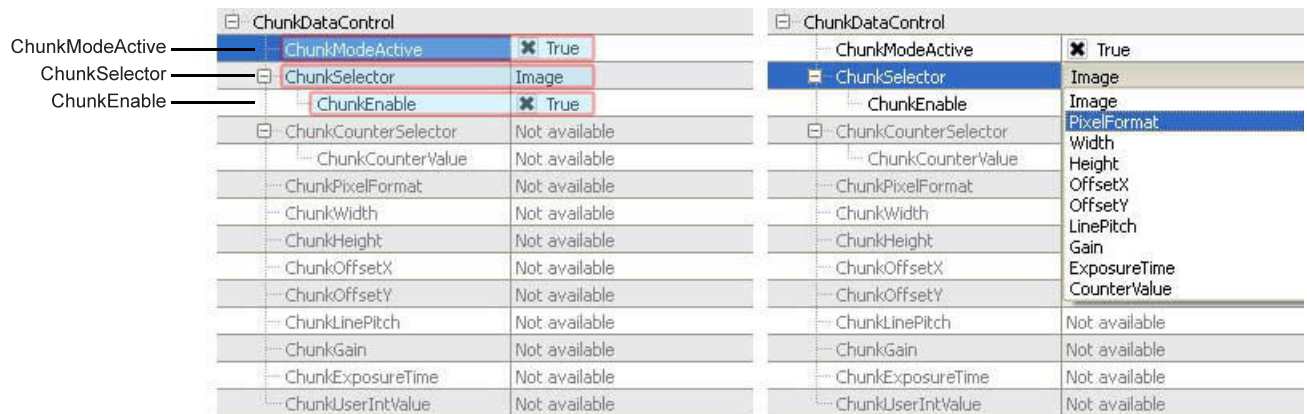 ChunkDataControl
ChunkModeActive ChunkModeActive True
ChunkSelector ChunkSelector Image
ChunkEnable ChunkEnable True
ChunkCounterSelector Not available
ChunkCounterValue Not available
ChunkPixelFormat Not available
ChunkWidth Not available
ChunkHeight Not available
ChunkOffsetX Not available
ChunkOffsetY Not available
ChunkLinePitch Not available
ChunkGain Not available
ChunkExposureTime Not available
ChunkUserIntValue Not available
ChunkDataControl
ChunkModeActive True
ChunkSelector Image
ChunkEnable
ChunkCounterSelector
ChunkCounterValue
ChunkPixelFormat
ChunkWidth
ChunkHeight
ChunkOffsetX
ChunkOffsetY
Image
PixelFormat
Width
Height
OffsetX
OffsetY
LinePitch
Gain
ExposureTime
CounterValue
ChunkLinePitch Not available
ChunkGain Not available
ChunkExposureTime Not available
ChunkUserIntValue Not available